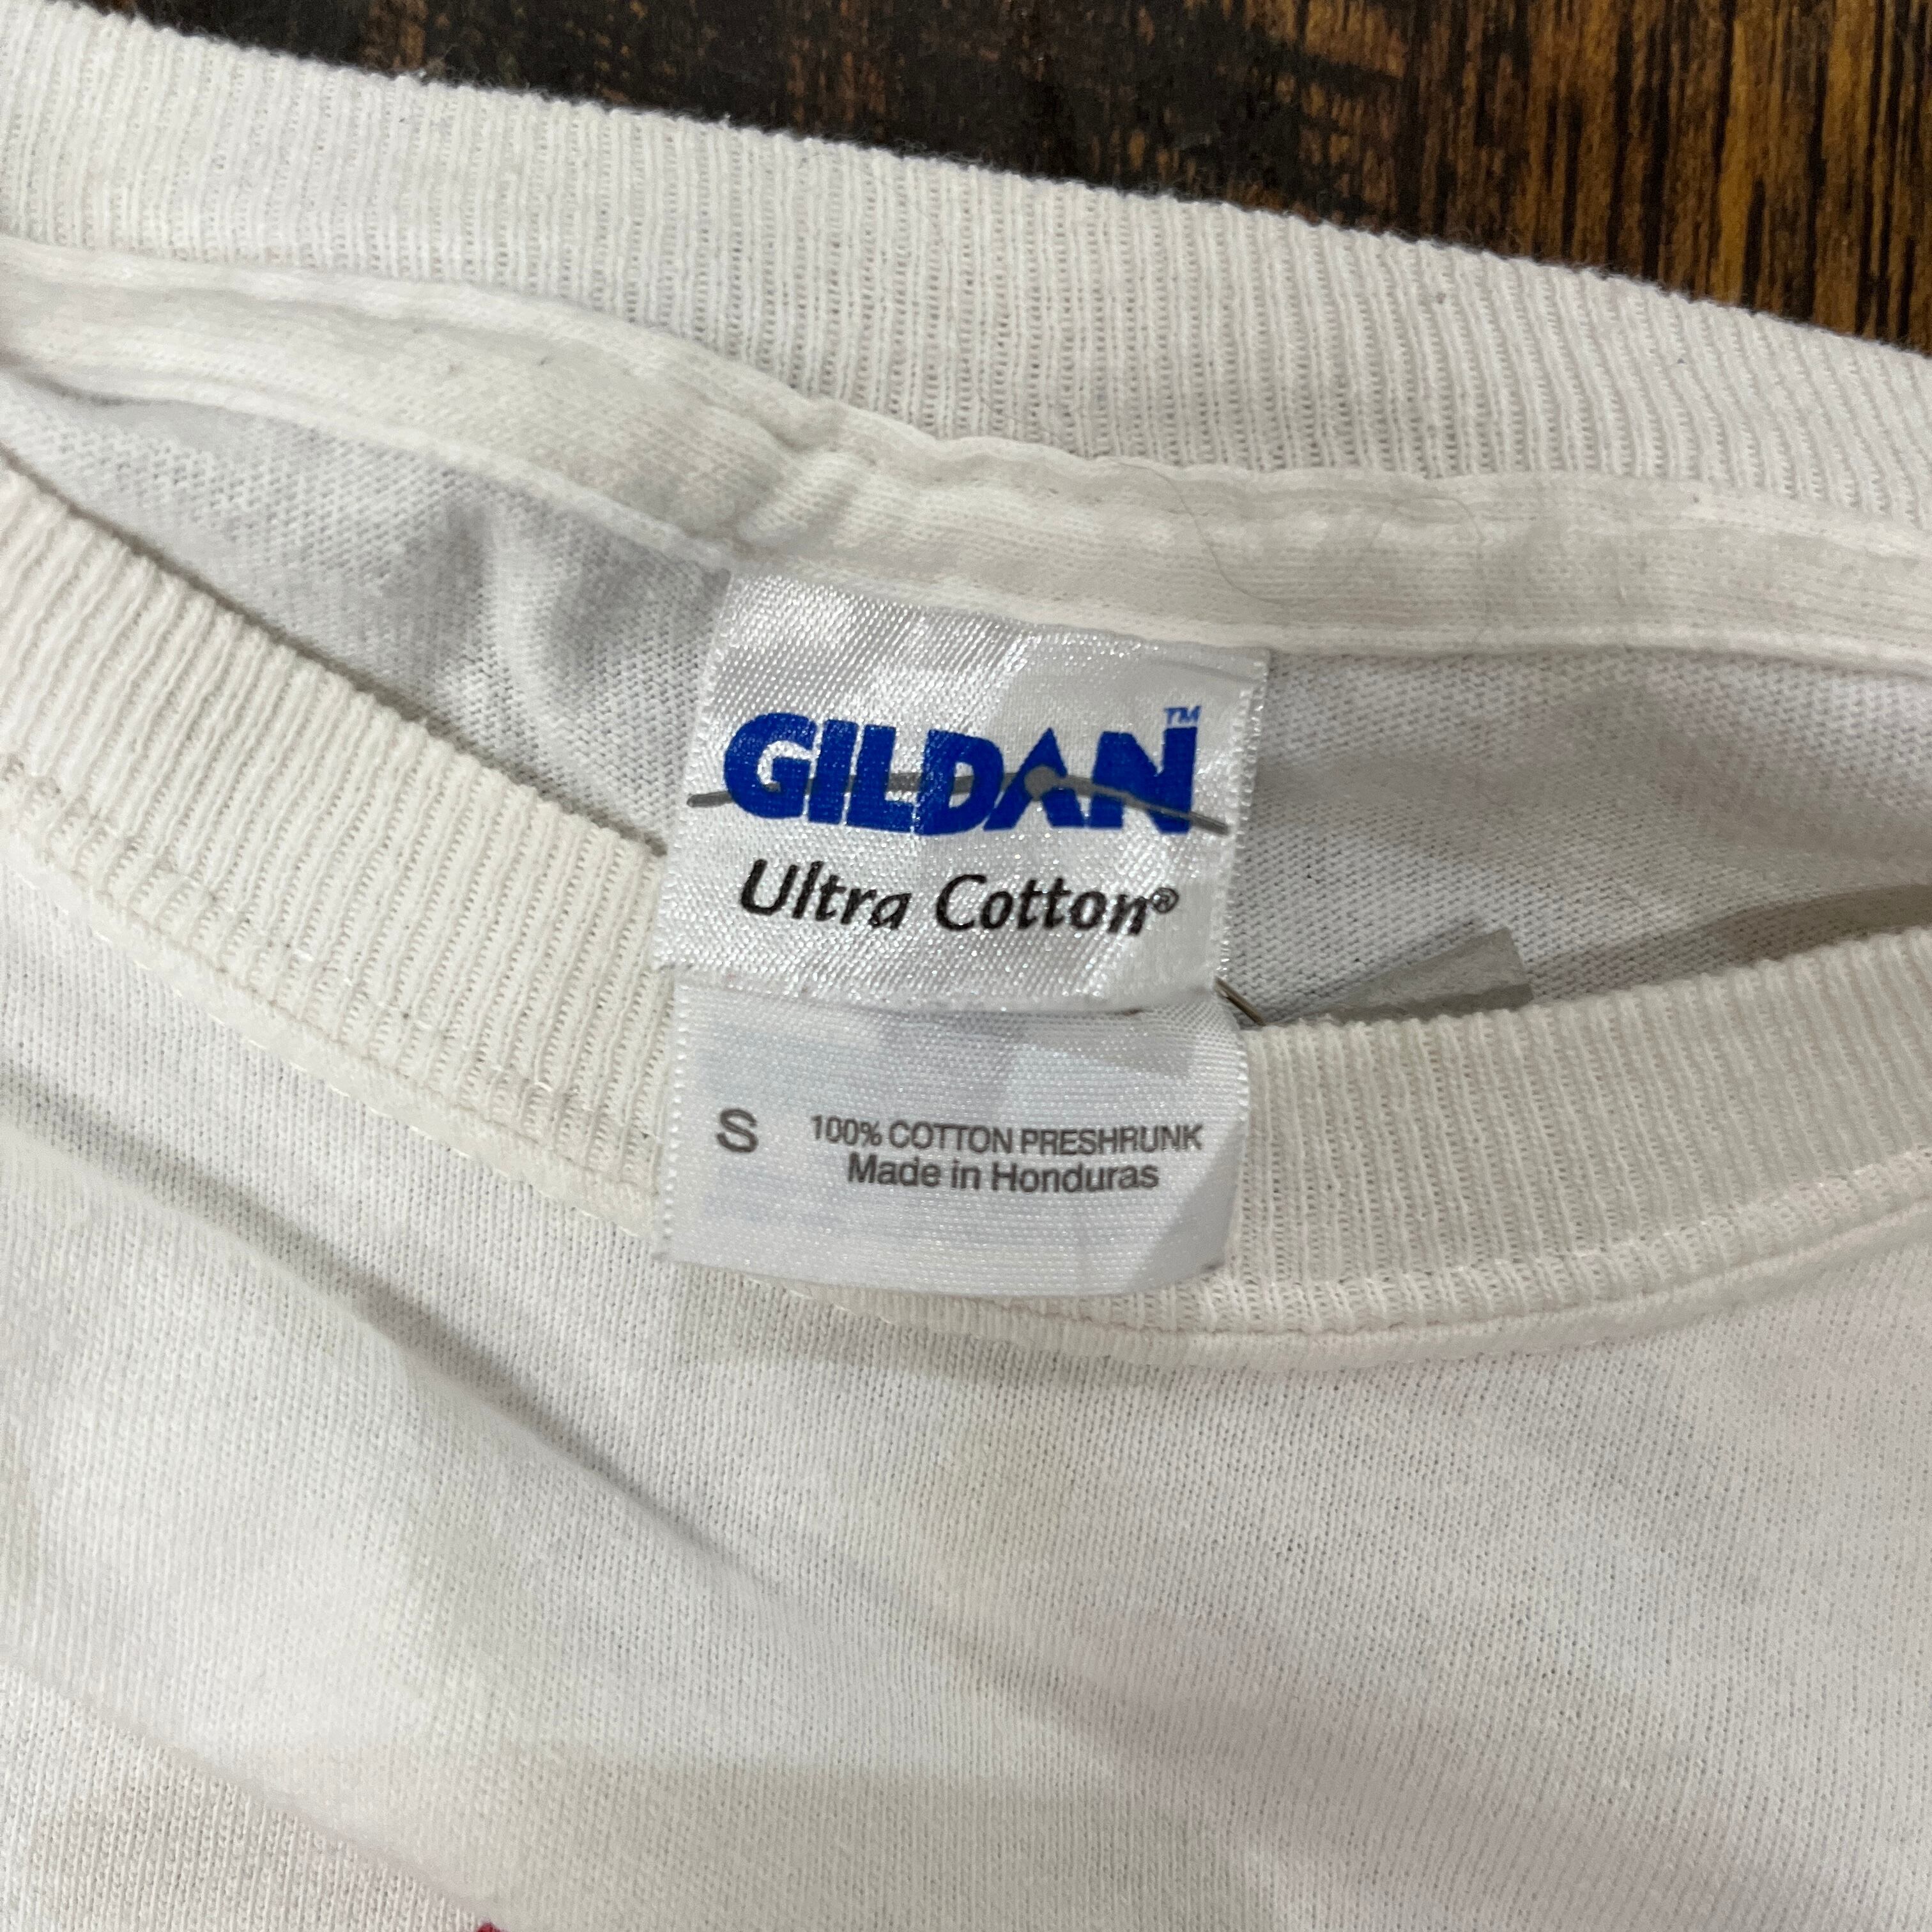 GILDAN™
Ultra Cotton®
S 100% COTTON PRESHRUNK
Made in Honduras